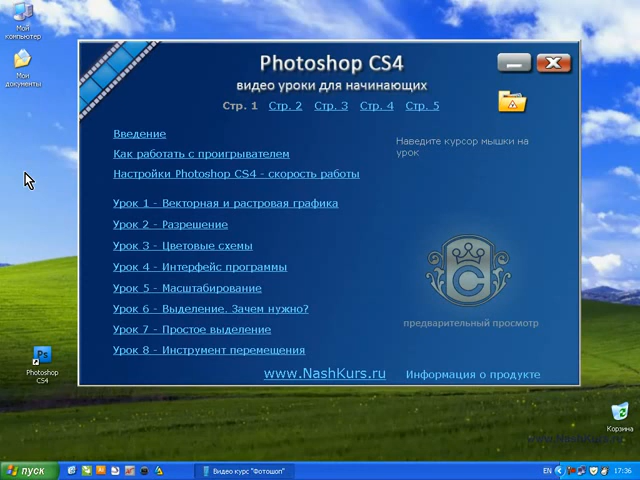 Мой
компьютер
Мои
документы
Photoshop CS4
видео уроки для начинающих
Стр. 1 Стр. 2 Стр. 3 Стр. 4 Стр. 5
Введение
Как работать с проигрывателем
Настройки Photoshop CS4 - скорость работы
Наведите курсор мышки на
урок
Урок 1 - Векторная и растровая графика
Урок 2 - Разрешение
Урок 3 - Цветовые схемы
Урок 4 - Интерфейс программы
Урок 5 - Масштабирование
Урок 6 - Выделение. Зачем нужно?
Урок 7 - Простое выделение
Урок 8 - Инструмент перемещения
C
предварительный просмотр
www.NashKurs.ru Информация о продукте
Ps
Photoshop
CS4
Корзина
www.NashKurs.ru
пуск
Видео курс "Фотошоп"
EN
17:36